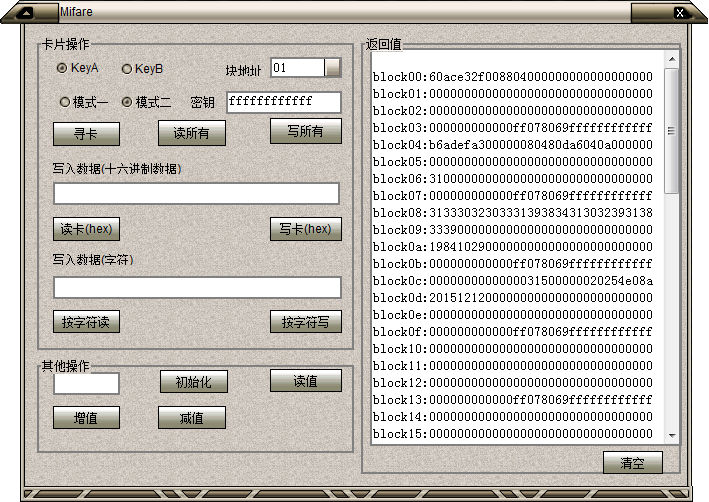 Mifare
X
卡片操作
KeyA KeyB 块地址 01
模式一 模式二 密钥 ffffffffffff
寻卡 读所有 写所有
写入数据(十六进制数据)
读卡(hex) 写卡(hex)
写入数据(字符)
按字符读 按字符写
其他操作
初始化 读值
增值 减值
返回值
block00:60ace32f008804000000000000000000
block01:00000000000000000000000000000000
block02:00000000000000000000000000000000
block03:000000000000ff078069ffffffffffff
block04:b6adefa300000080480da6040a000000
block05:00000000000000000000000000000000
block06:31000000000000000000000000000000
block07:000000000000ff078069ffffffffffff
block08:31333032303331393834313032393138
block09:33390000000000000000000000000000
block0a:19841029000000000000000000000000
block0b:000000000000ff078069ffffffffffff
block0c:00000000000000315000000020254e08a
block0d:20151212000000000000000000000000
block0e:00000000000000000000000000000000
block0f:000000000000ff078069ffffffffffff
block10:00000000000000000000000000000000
block11:00000000000000000000000000000000
block12:00000000000000000000000000000000
block13:000000000000ff078069ffffffffffff
block14:00000000000000000000000000000000
block15:00000000000000000000000000000000
清空